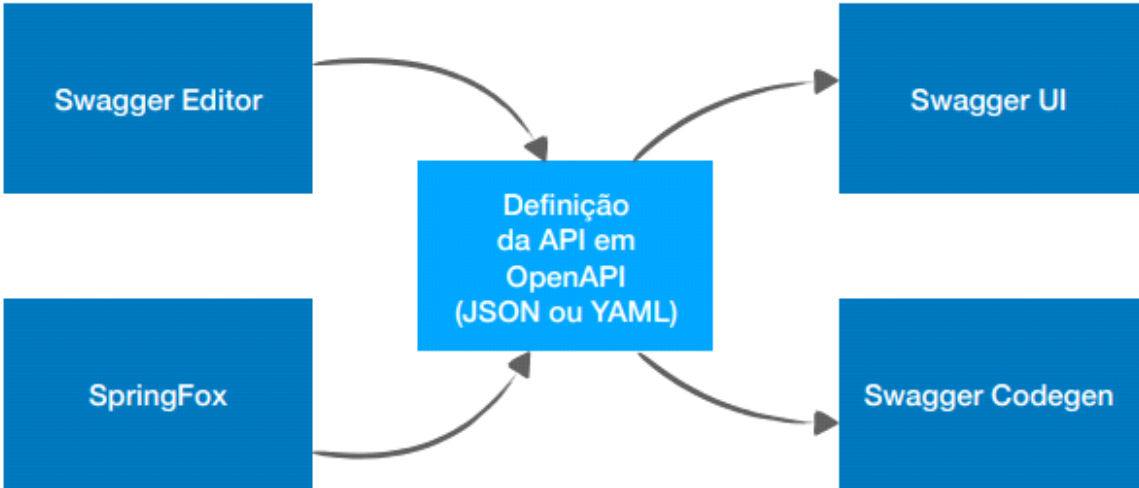 Swagger Editor
Swagger UI
Definição
da API em
OpenAPI
(JSON ou YAML)
SpringFox
Swagger Codegen